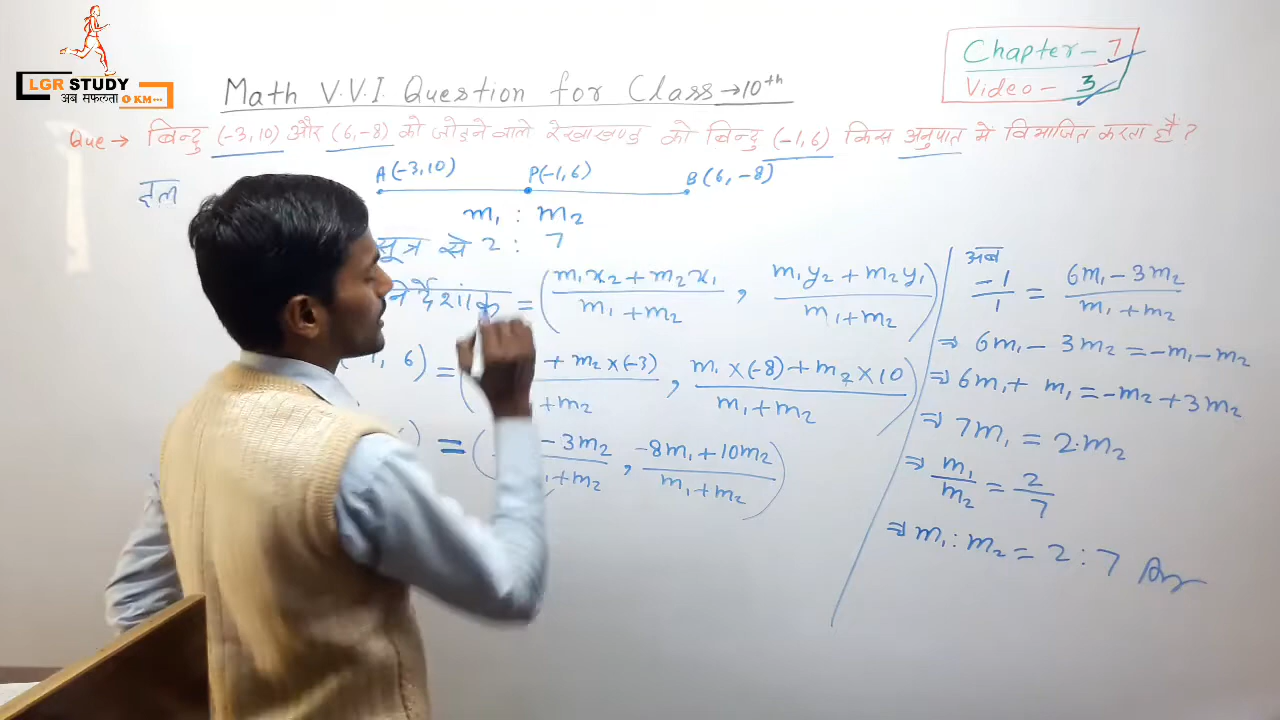 LGR STUDY
अब सफलता 0 KM...
Chapter-7
Video-3
Math V.V.I. Question for Class→10th
Que→ बिन्दु (-3,10) और (6,-8) को जोड़ने वाले रेखाखण्ड को बिन्दु (-1,6) किस अनुपात में विभाजित करता है?
हल
A(-3,10) P(-1,6) B(6,-8)
m₁ : m₂
सूत्र से 2 : 7
र्देशांक = (m₁x₂+m₂x₁/m₁+m₂, m₁y₂+m₂y₁/m₁+m₂)
1, 6) = ( + m₂×(-3)/+m₂, m₁×(-8)+m₂×10/m₁+m₂)
) = ( -3m₂/₁+m₂, -8m₁+10m₂/m₁+m₂)
अब
-1/1 = 6m₁-3m₂/m₁+m₂
⇒ 6m₁-3m₂=-m₁-m₂
⇒ 6m₁+m₁=-m₂+3m₂
⇒ 7m₁=2.m₂
⇒ m₁/m₂=2/7
⇒ m₁:m₂=2:7 Ans